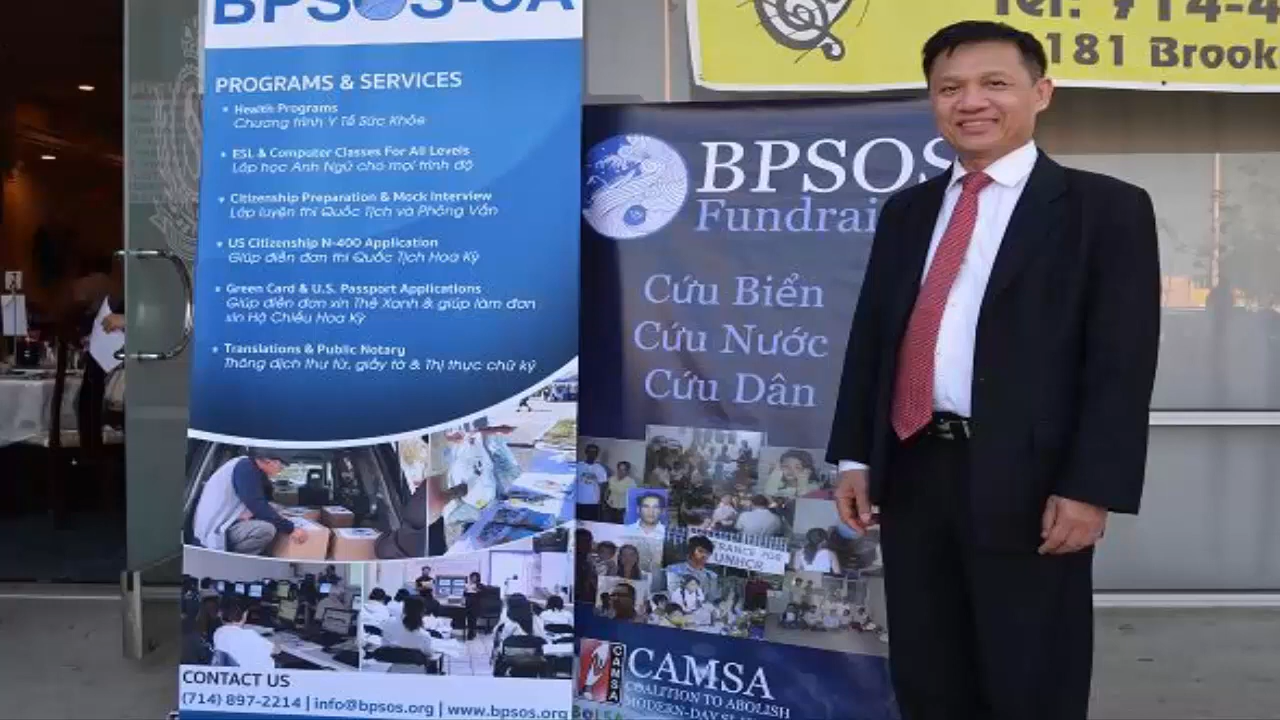 BPSOS-CA
PROGRAMS & SERVICES
• Health Programs
Chương trình Y Tế Sức Khỏe
• ESL & Computer Classes For All Levels
Lớp học Anh Ngữ cho mọi trình độ
• Citizenship Preparation & Mock Interview
Lớp luyện thi Quốc Tịch và Phỏng Vấn
• US Citizenship N-400 Application
Giúp điền đơn thi Quốc Tịch Hoa Kỳ
• Green Card & U.S. Passport Applications
Giúp điền đơn xin Thẻ Xanh & giúp làm đơn
xin Hộ Chiếu Hoa Kỳ
• Translations & Public Notary
Thông dịch thư từ, giấy tờ & Thị thực chữ ký
CONTACT US
(714) 897-2214 | info@bpsos.org | www.bpsos.org
BPSOS
Fundrai
Cứu Biển
Cứu Nước
Cứu Dân
UNHCR
CAMSA
CAMSA
COALITION TO ABOLISH
MODERN-DAY
Tel: 714-4
181 Brook